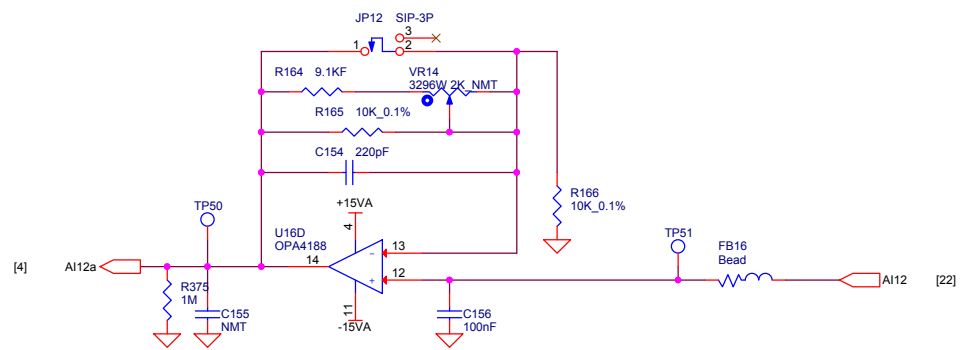 JP12 SIP-3P
3
1 2
R164 9.1KF VR14
3296W 2K_NMT
R165 10K_0.1%
C154 220pF
R166
10K_0.1%
+15VA
TP50
TP51
4
U16D
OPA4188
FB16
Bead
14
13
−
12
+
[4] AI12a
AI12 [22]
R375
1M
C155
NMT
11
-15VA
C156
100nF